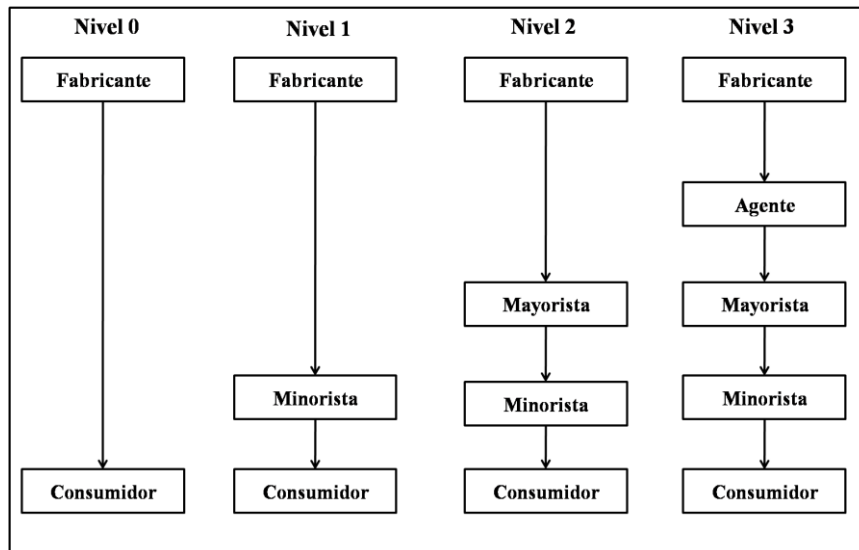 Nivel 0
Nivel 1
Nivel 2
Nivel 3
Fabricante
Fabricante
Fabricante
Fabricante
Agente
Mayorista
Mayorista
Minorista
Minorista
Minorista
Consumidor
Consumidor
Consumidor
Consumidor